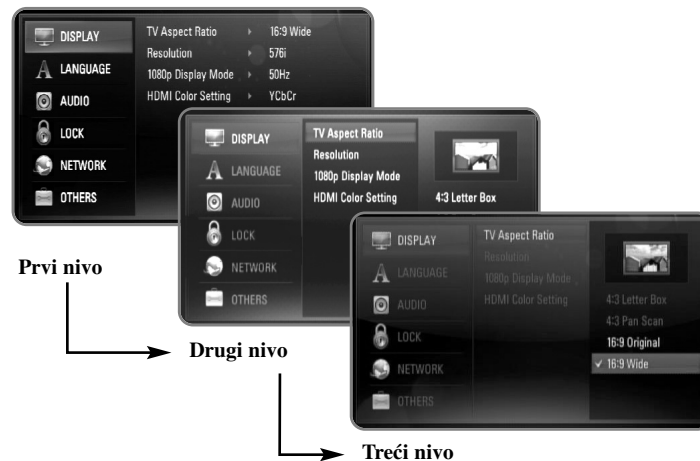 DISPLAY
LANGUAGE
AUDIO
LOCK
NETWORK
OTHERS
TV Aspect Ratio 16:9 Wide
Resolution 576i
1080p Display Mode 50Hz
HDMI Color Setting YCbCr
Prvi nivo
DISPLAY
LANGUAGE
AUDIO
LOCK
NETWORK
OTHERS
TV Aspect Ratio
Resolution
1080p Display Mode
HDMI Color Setting
4:3 Letter Box
Drugi nivo
DISPLAY
LANGUAGE
AUDIO
LOCK
NETWORK
OTHERS
TV Aspect Ratio
Resolution
1080p Display Mode
HDMI Color Setting
4:3 Letter Box
4:3 Pan Scan
16:9 Original
✓ 16:9 Wide
Treći nivo